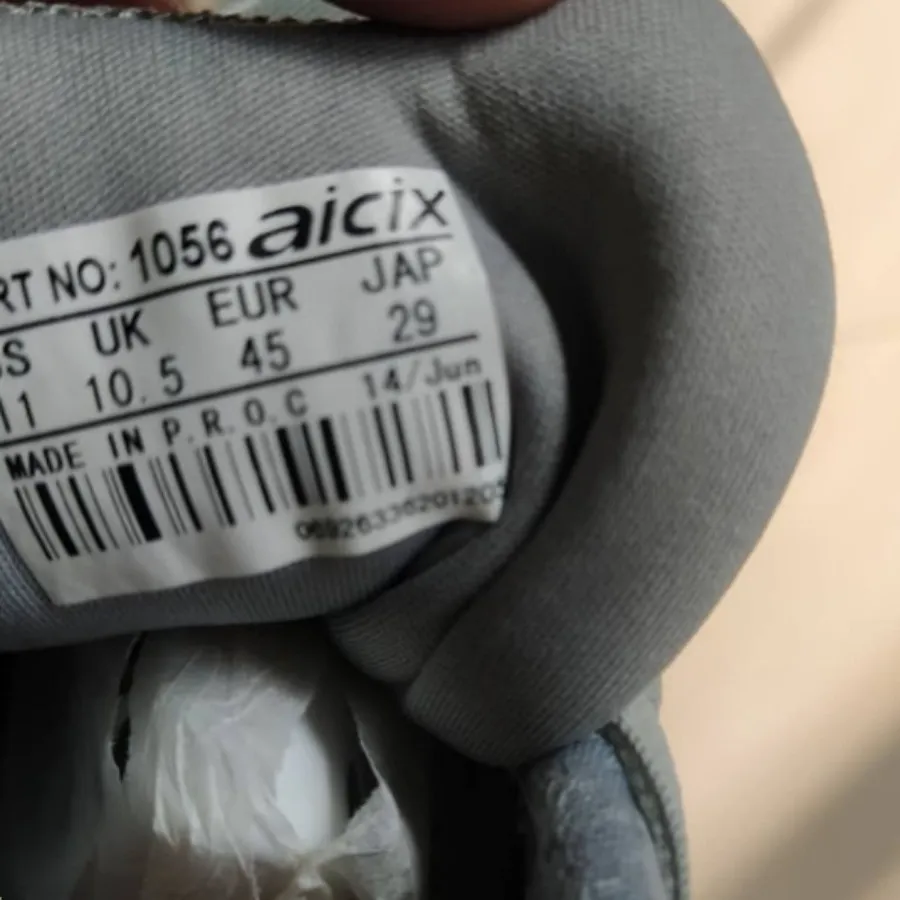 RT NO: 1056 aicix
S UK EUR JAP
11 10.5 45 29
MADE IN P.R.O.C 14/Jun